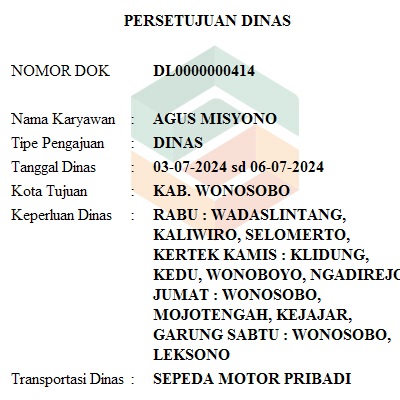 PERSETUJUAN DINAS
NOMOR DOK DL0000000414
Nama Karyawan : AGUS MISYONO
Tipe Pengajuan : DINAS
Tanggal Dinas : 03-07-2024 sd 06-07-2024
Kota Tujuan : KAB. WONOSOBO
Keperluan Dinas : RABU : WADASLINTANG,
KALIWIRO, SELOMERTO,
KERTEK KAMIS : KLIDUNG,
KEDU, WONOBOYO, NGADIREJO
JUMAT : WONOSOBO,
MOJOTENGAH, KEJAJAR,
GARUNG SABTU : WONOSOBO,
LEKSONO
Transportasi Dinas : SEPEDA MOTOR PRIBADI